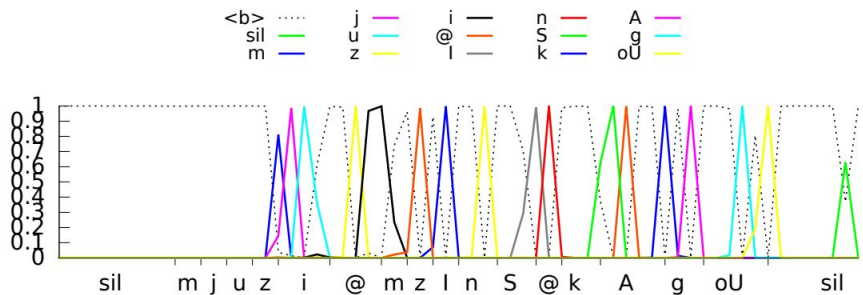 <b> j i n A
sil u @ S g
m z I k oU
1
0.9
0.8
0.7
0.6
0.5
0.4
0.3
0.2
0.1
0
sil m j u z i @ m z I n S @ k A g oU sil